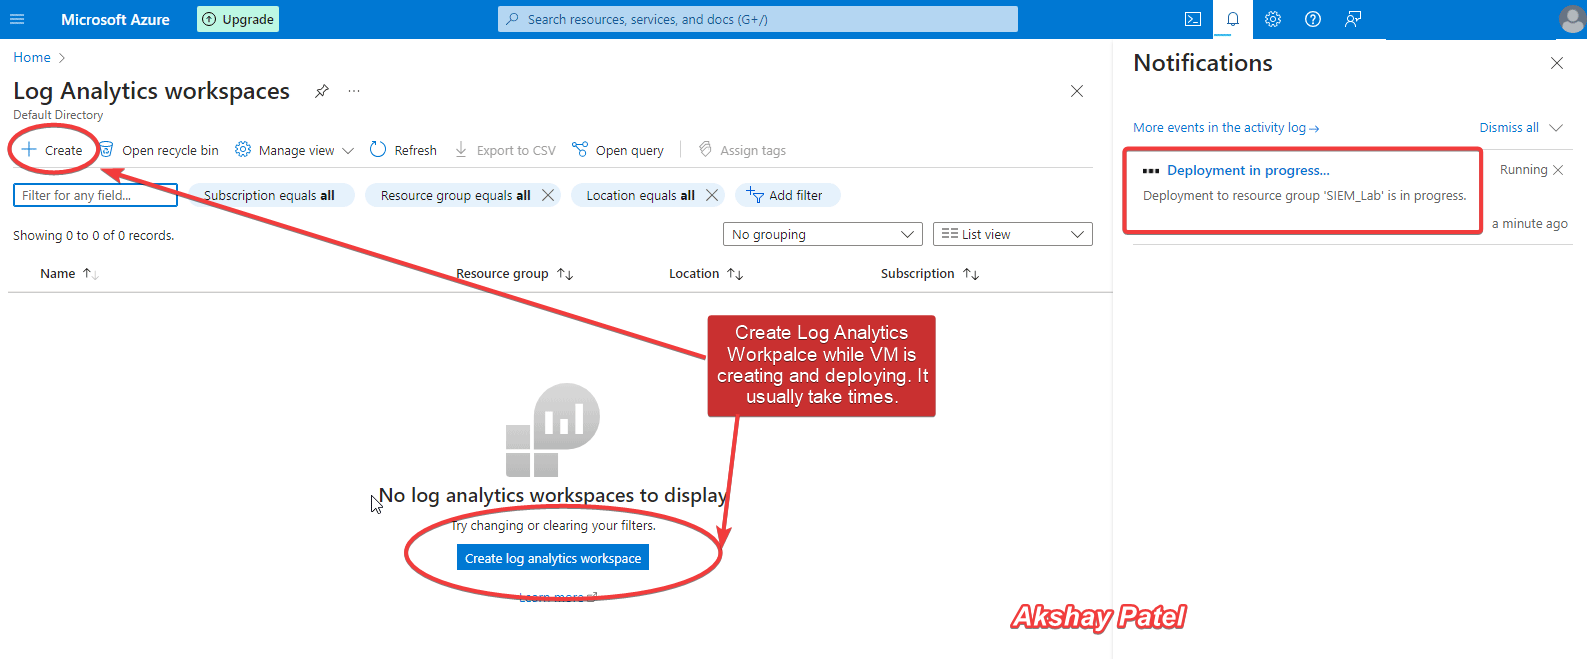 Microsoft Azure
Upgrade
Search resources, services, and docs (G+/)
Home
Log Analytics workspaces
...
Default Directory
Create
Open recycle bin
Manage view
Refresh
Export to CSV
Open query
Assign tags
Filter for any field...
Subscription equals all
Resource group equals all
Location equals all
Add filter
Showing 0 to 0 of 0 records.
No grouping
List view
Name
Resource group
Location
Subscription
Create Log Analytics
Workpalce while VM is
creating and deploying. It
usually take times.
No log analytics workspaces to display
Try changing or clearing your filters.
Create log analytics workspace
Learn more
Notifications
More events in the activity log →
Dismiss all
Deployment in progress...
Running
Deployment to resource group 'SIEM_Lab' is in progress.
a minute ago
Akshay Patel